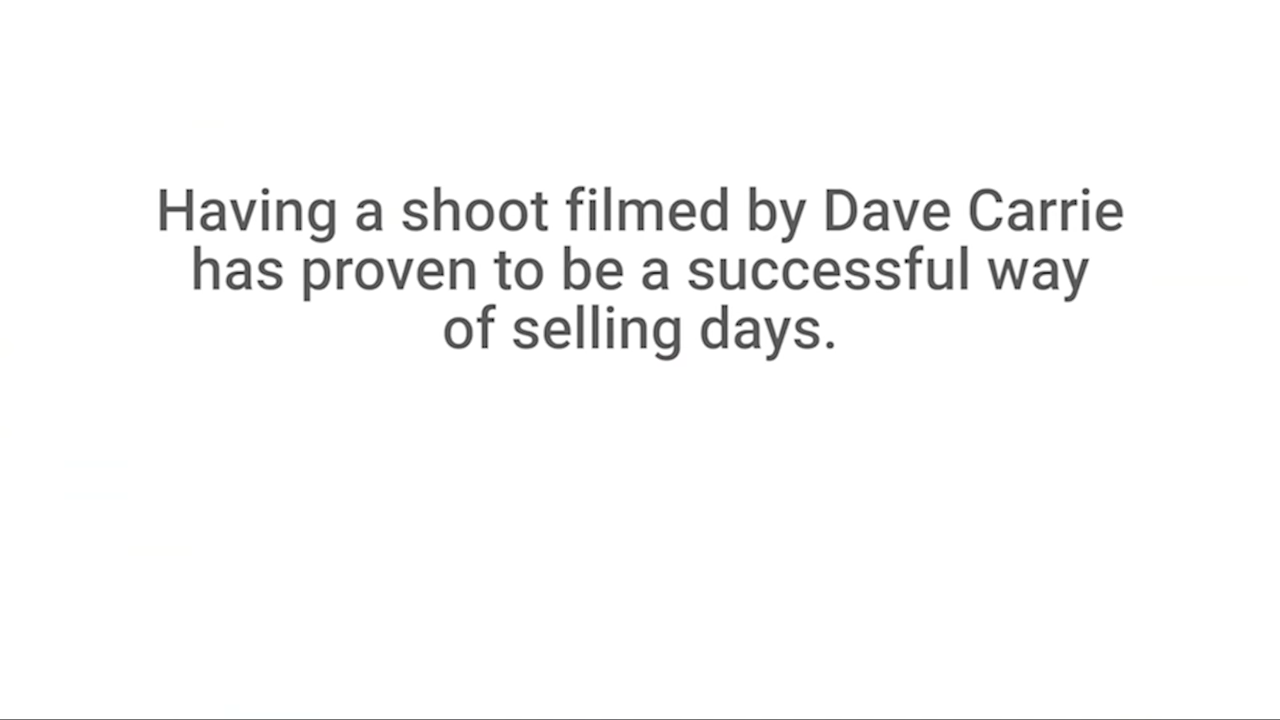 Having a shoot filmed by Dave Carrie
has proven to be a successful way
of selling days.